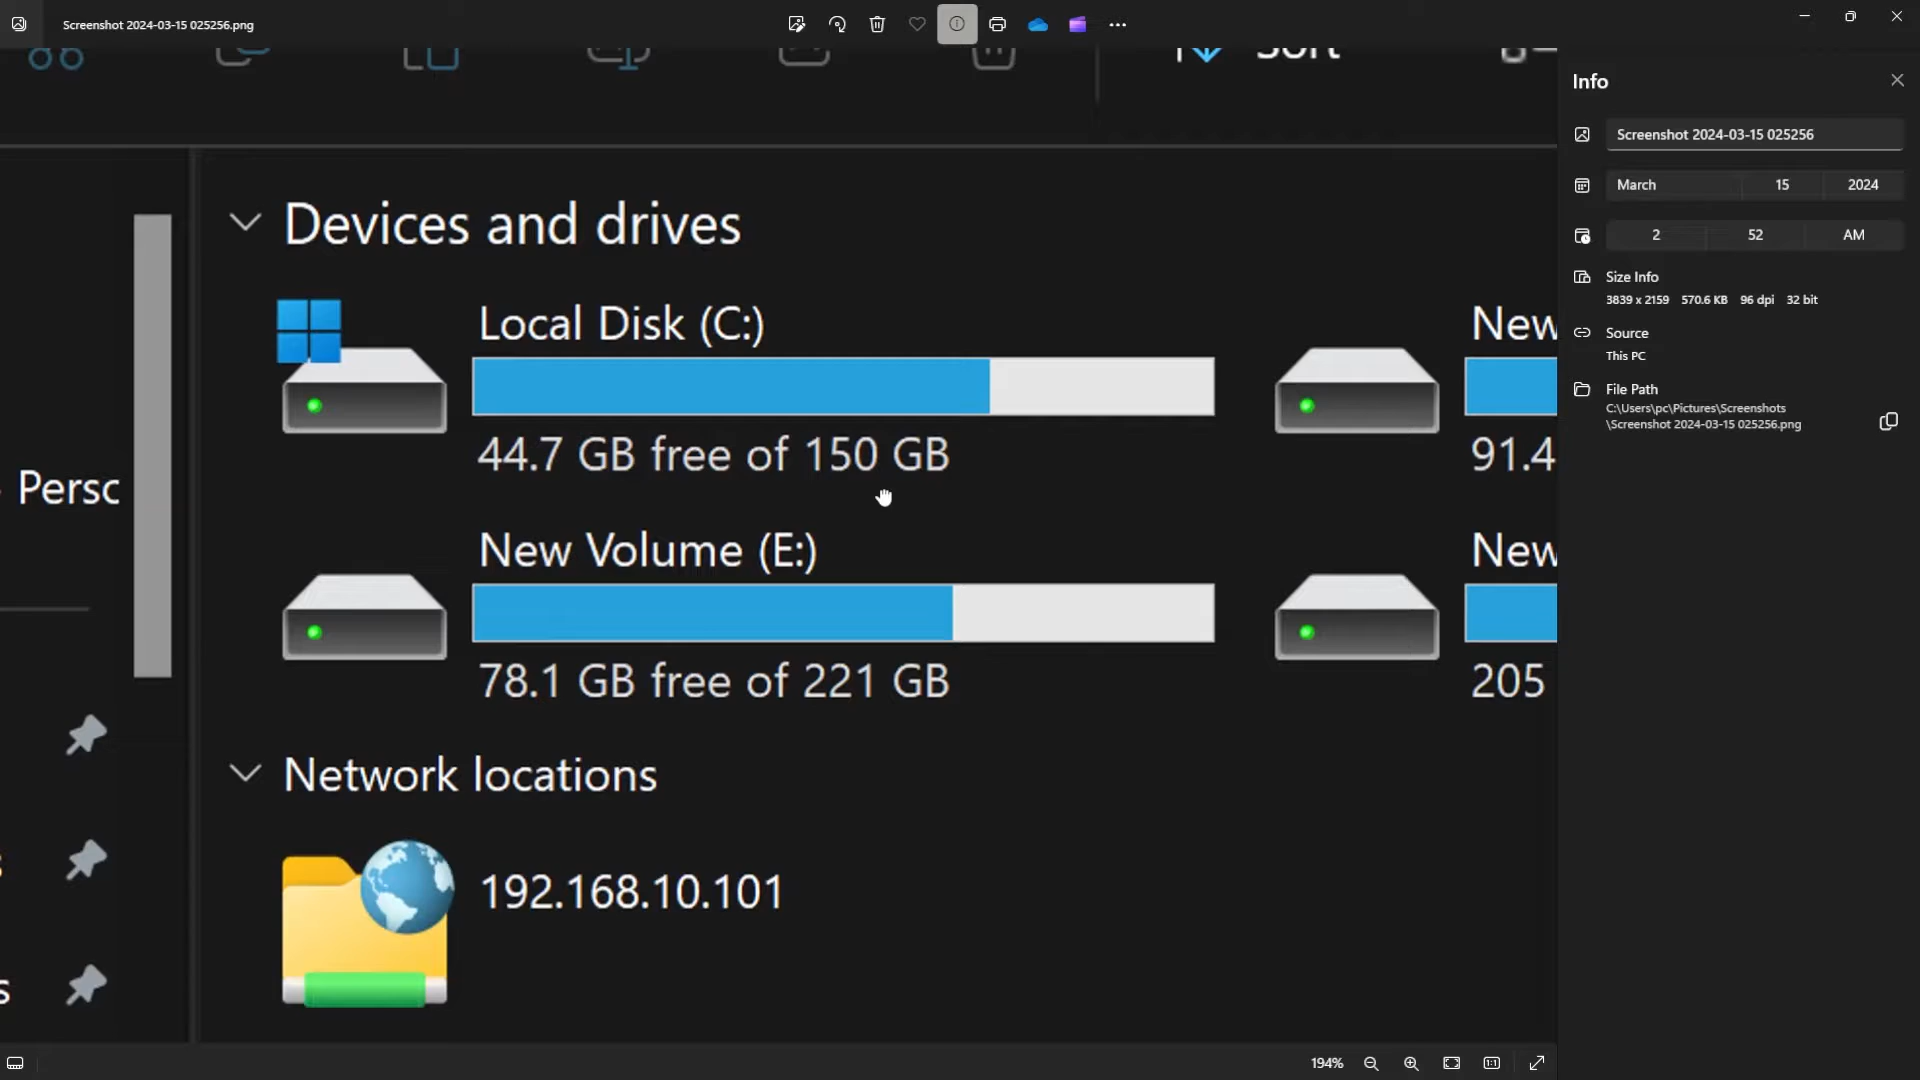 Screenshot 2024-03-15 025256.png
Info
Screenshot 2024-03-15 025256
March 15 2024
2 52 AM
Size Info
3839 x 2159 570.6 KB 96 dpi 32 bit
Source
This PC
File Path
C:\Users\pc\Pictures\Screenshots
\Screenshot 2024-03-15 025256.png
Sort
Devices and drives
Local Disk (C:)
44.7 GB free of 150 GB
New
91.4
New Volume (E:)
78.1 GB free of 221 GB
New
205
Persc
Network locations
192.168.10.101
s
194%